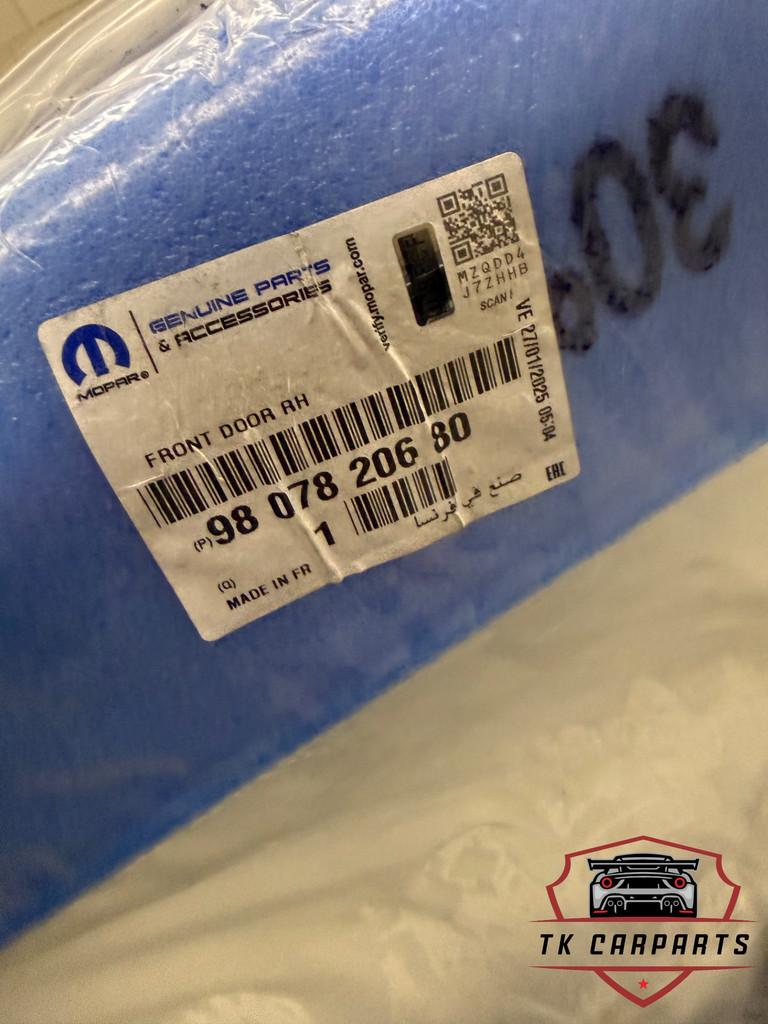 MOPAR®
GENUINE PARTS
& ACCESSORIES
verify.mopar.com
MZQDD4
J7ZHHB
SCAN!
VE 27/01/2025 05:04
FRONT DOOR RH
(P) 98 078 206 80
(Q) 1
MADE IN FR
صنع في فرنسا
EAC
TK CARPARTS